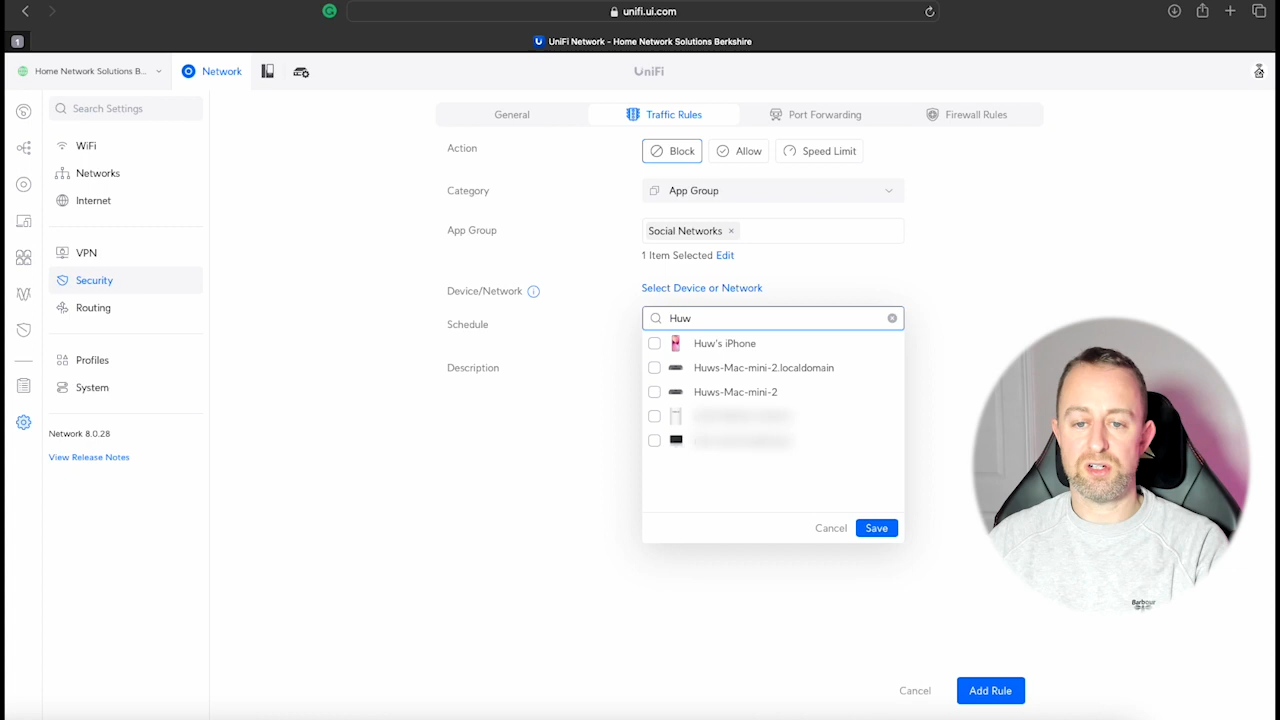 unifi.ui.com
1
UniFi Network - Home Network Solutions Berkshire
Home Network Solutions B...
Network
UniFi
Search Settings
WiFi
Networks
Internet
VPN
Security
Routing
Profiles
System
Network 8.0.28
View Release Notes
General
Traffic Rules
Port Forwarding
Firewall Rules
Action
Block
Allow
Speed Limit
Category
App Group
App Group
Social Networks ×
1 Item Selected Edit
Device/Network
Select Device or Network
Schedule
Huw
Huw's iPhone
Description
Huws-Mac-mini-2.localdomain
Huws-Mac-mini-2
Cancel
Save
Cancel
Add Rule
Barbour